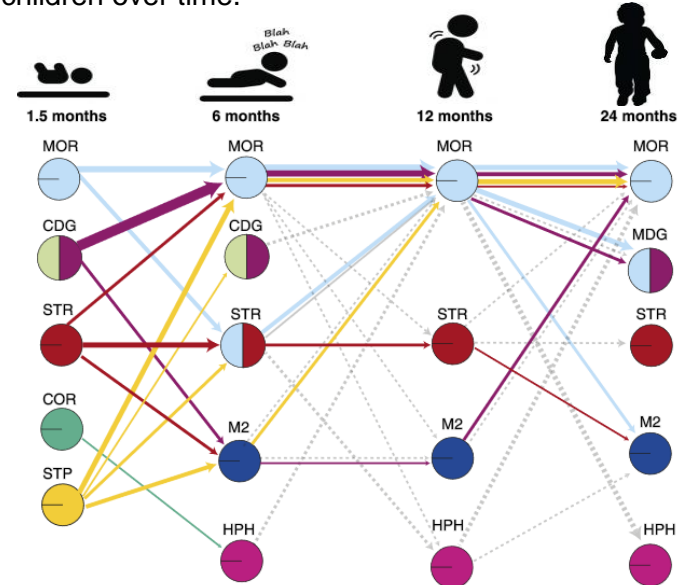 children over time.
Blah
Blah Blah
1.5 months
6 months
12 months
24 months
MOR
MOR
MOR
MOR
CDG
CDG
MDG
STR
STR
STR
STR
COR
M2
M2
M2
STP
HPH
HPH
HPH